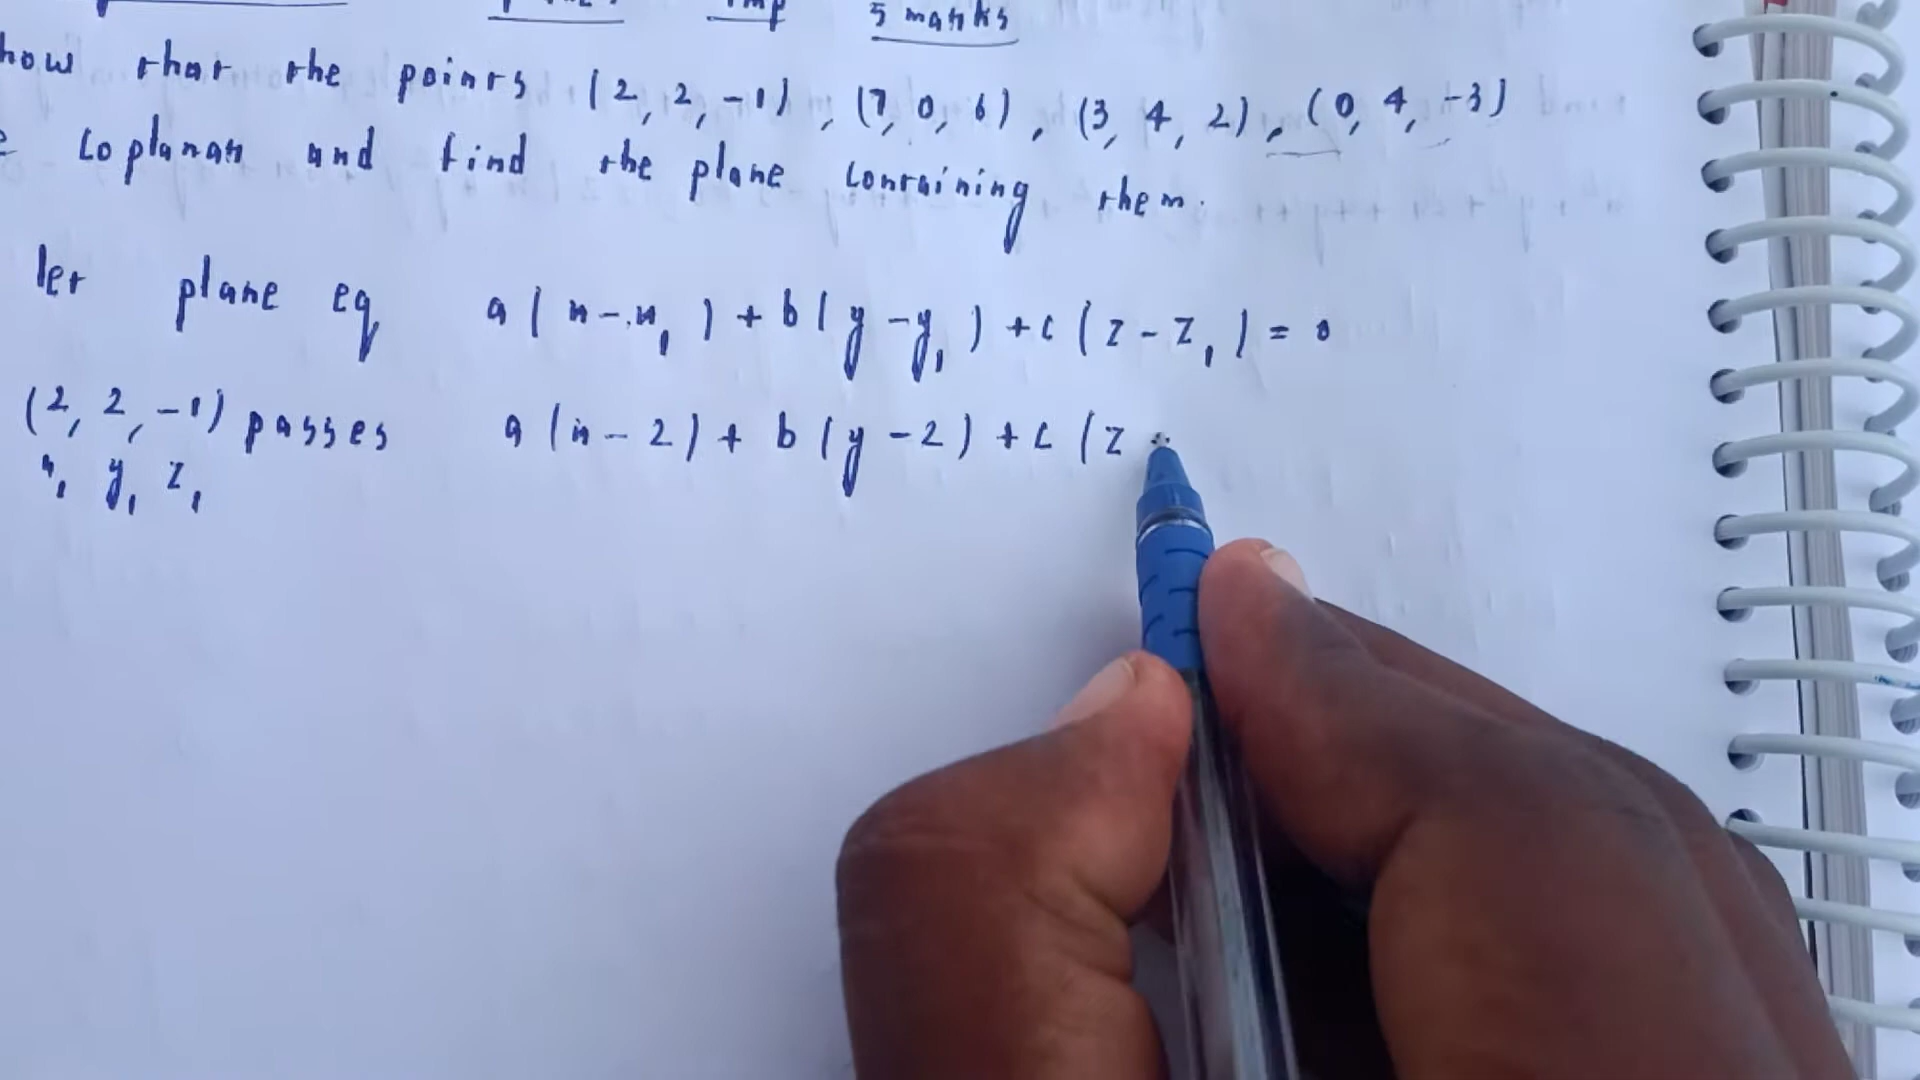 5 marks
how that the points (2, 2, -1), (7, 0, 6), (3, 4, 2), (0, 4, -3)
coplanar and find the plane containing them.
let plane eq a(x-x₁) + b(y-y₁) + c(z-z₁) = 0
(2, 2, -1) passes a(x-2) + b(y-2) + c(z
x₁ y₁ z₁